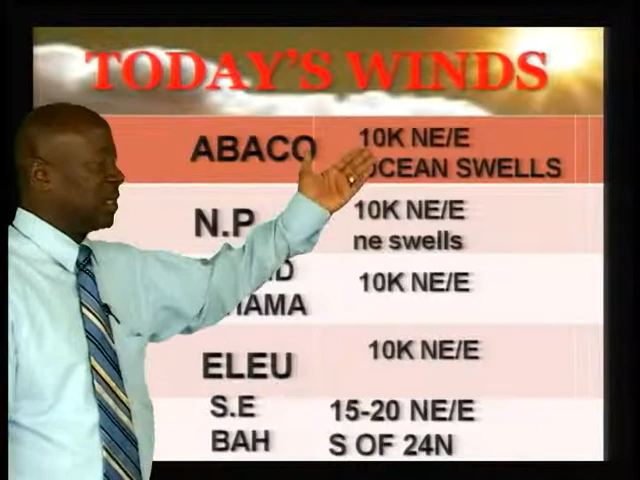 TODAY'S WINDS
ABACO 10K NE/E
OCEAN SWELLS
N.P 10K NE/E
ne swells
10K NE/E
ELEU 10K NE/E
S.E 15-20 NE/E
BAH S OF 24N